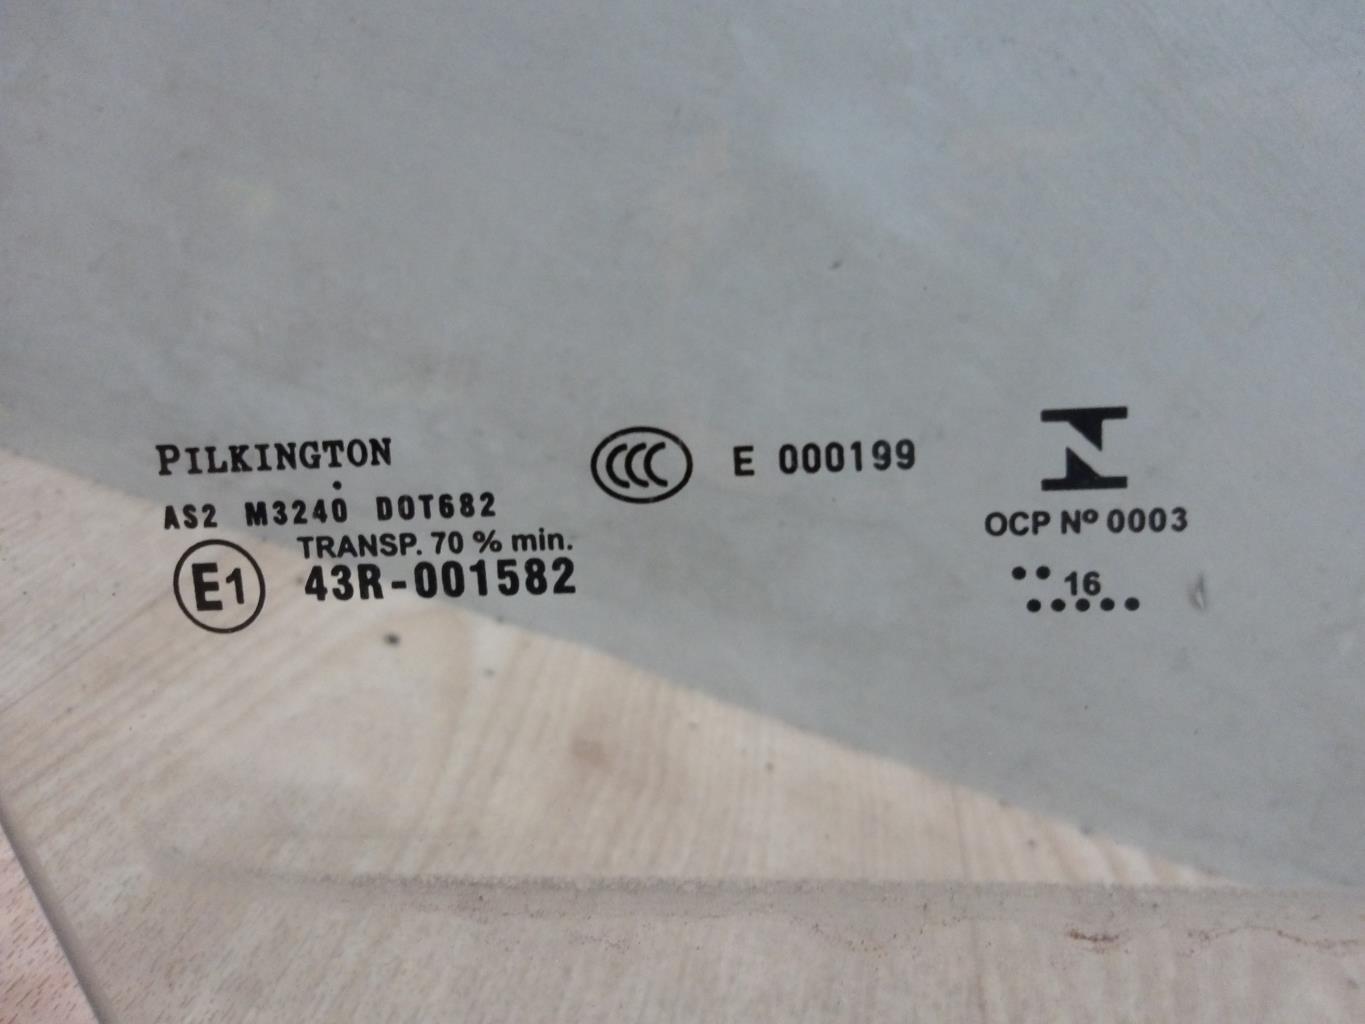 PILKINGTON
AS2 M3240 DOT682
TRANSP. 70 % min.
E1 43R-001582
CCC E 000199
OCP Nº 0003
16